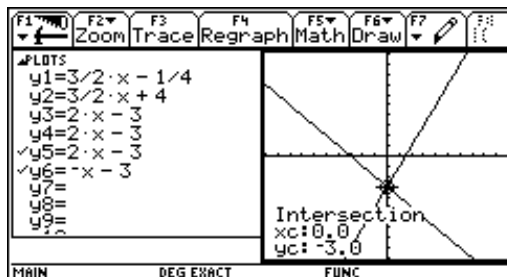 F1 F2 F3 F4 F5 F6 F7
Zoom Trace Regraph Math Draw
PLOTS
y1=3/2·x - 1/4
y2=3/2·x + 4
y3=2·x - 3
y4=2·x - 3
✓y5=2·x - 3
✓y6=⁻x - 3
y7=
y8=
y9=
Intersection
xc:0.0
yc:⁻3.0
MAIN DEG EXACT FUNC